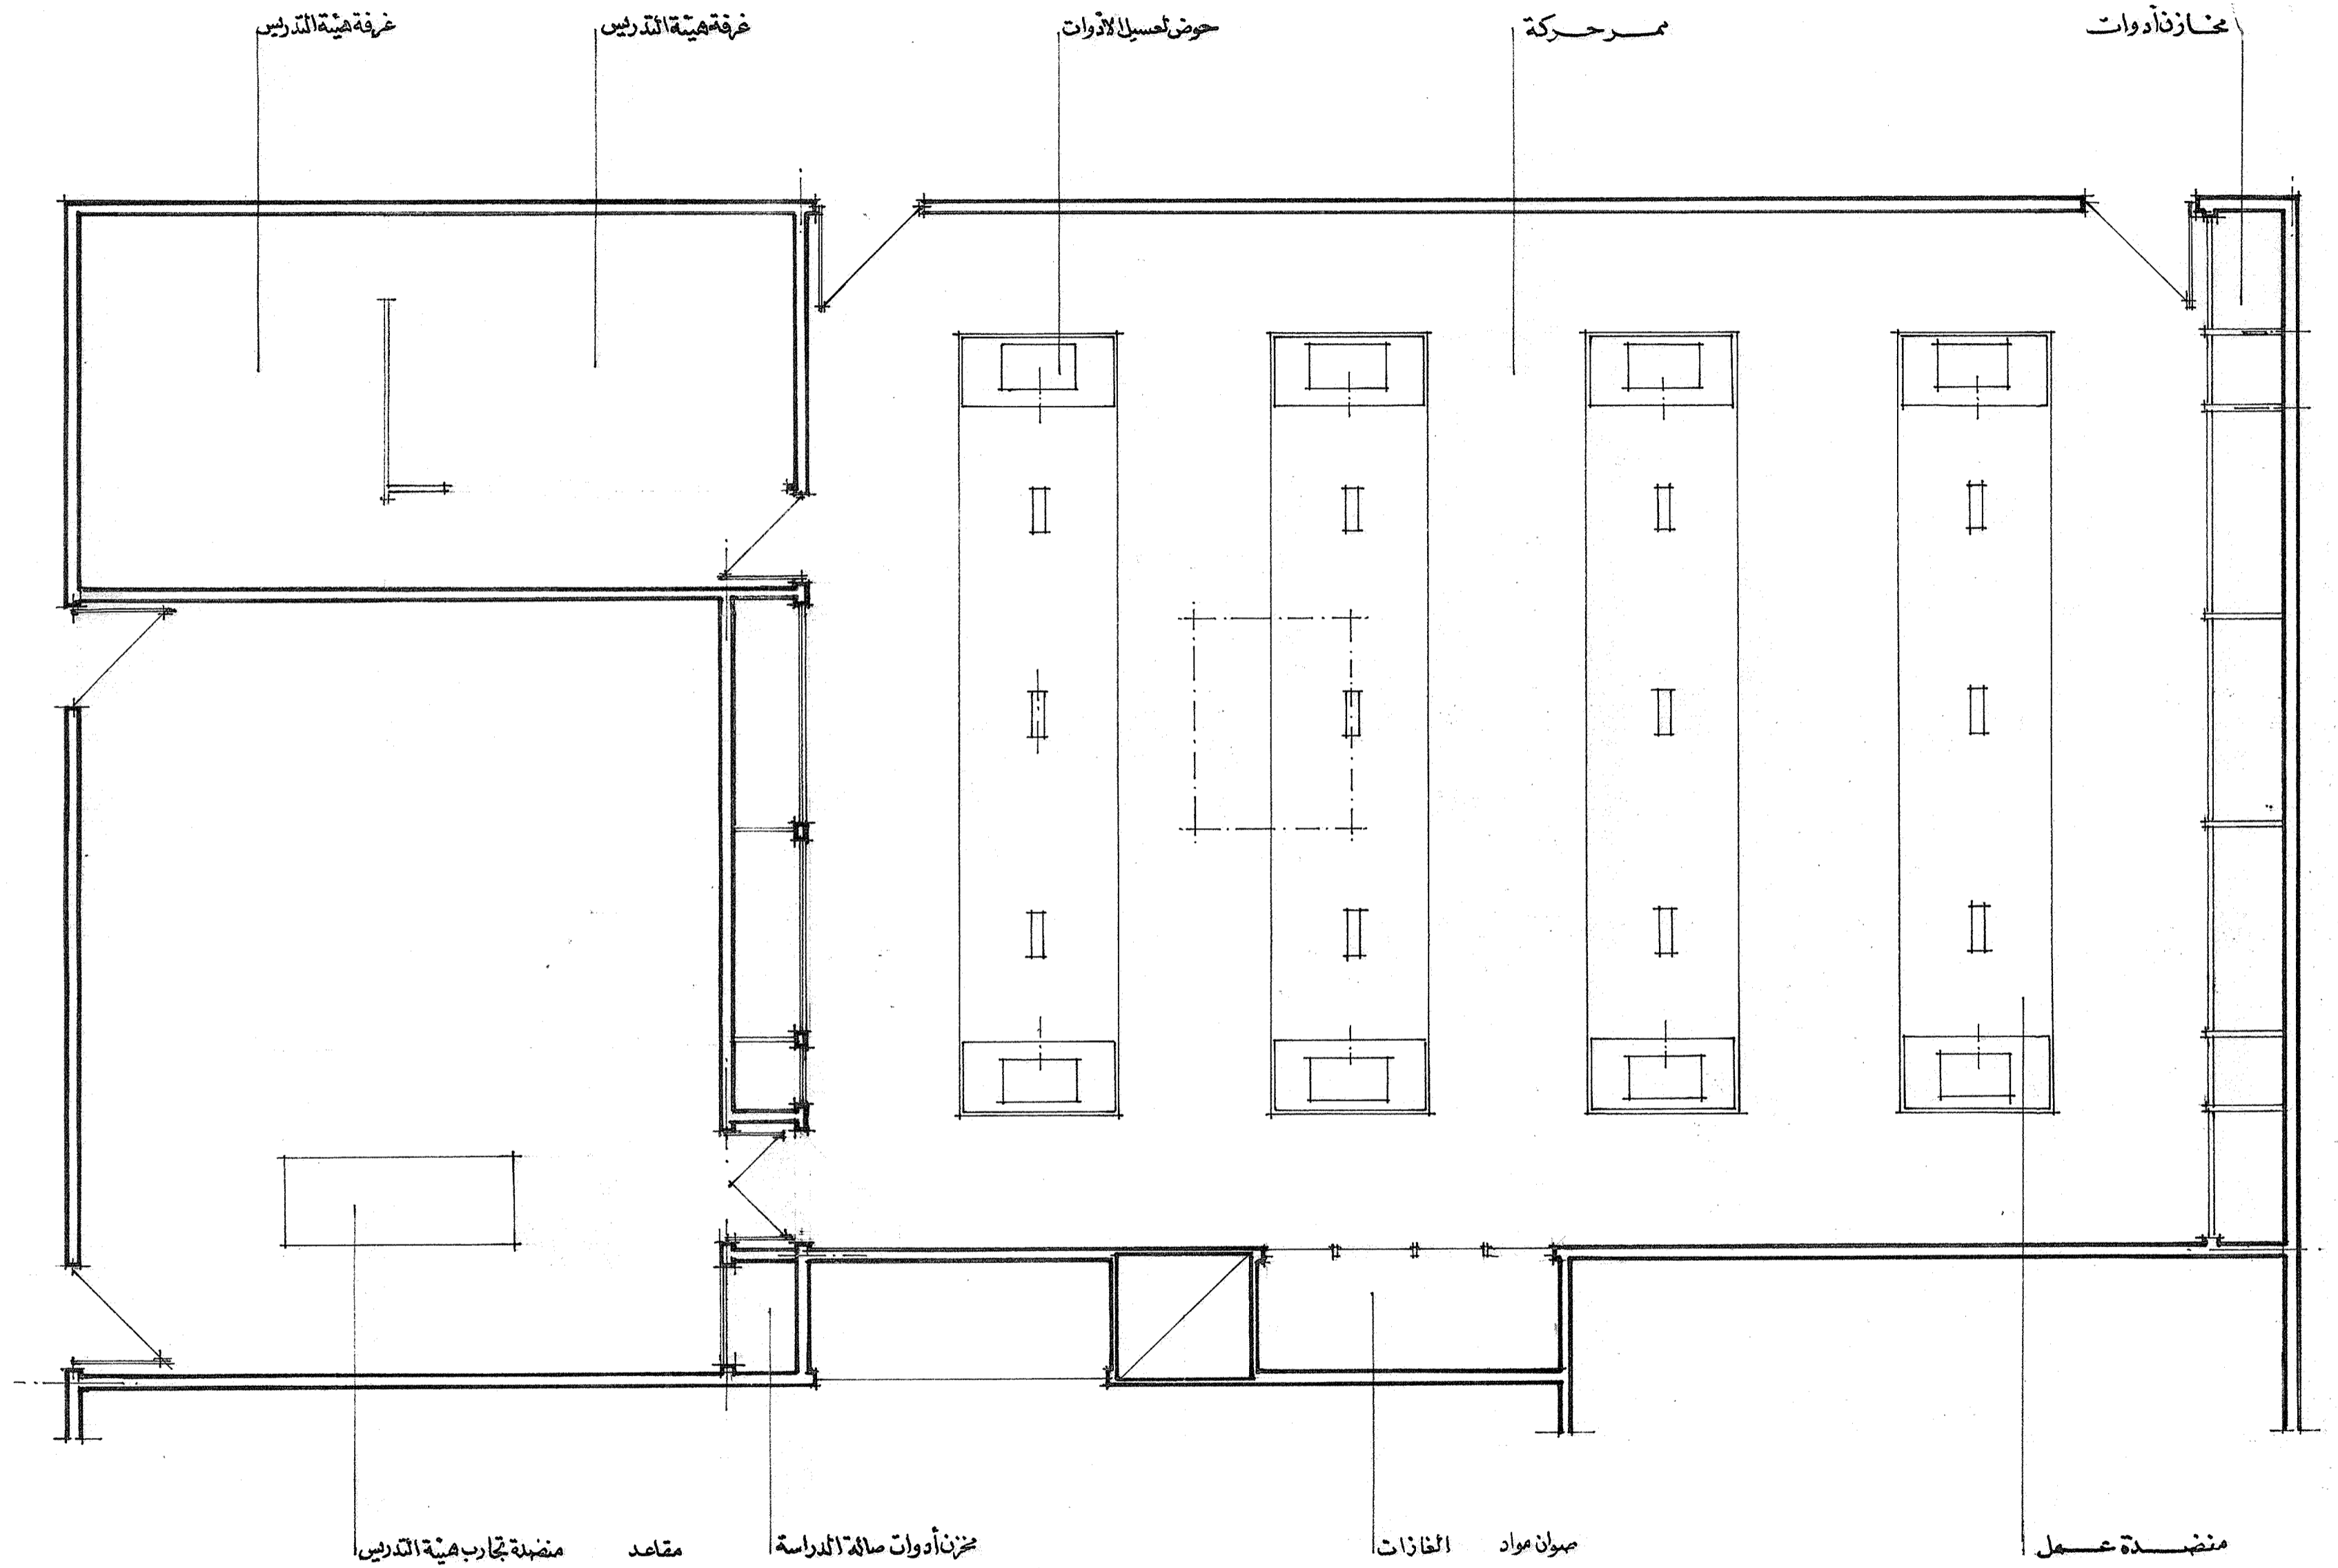 مخازن أدوات
ممر حركة
حوض لغسيل الأدوات
غرفة هيئة التدريس
غرفة هيئة التدريس
منضدة عمل
صوان مواد الغازات
مخزن أدوات صالة الدراسة
مقاعد
منضدة تجارب هيئة التدريس